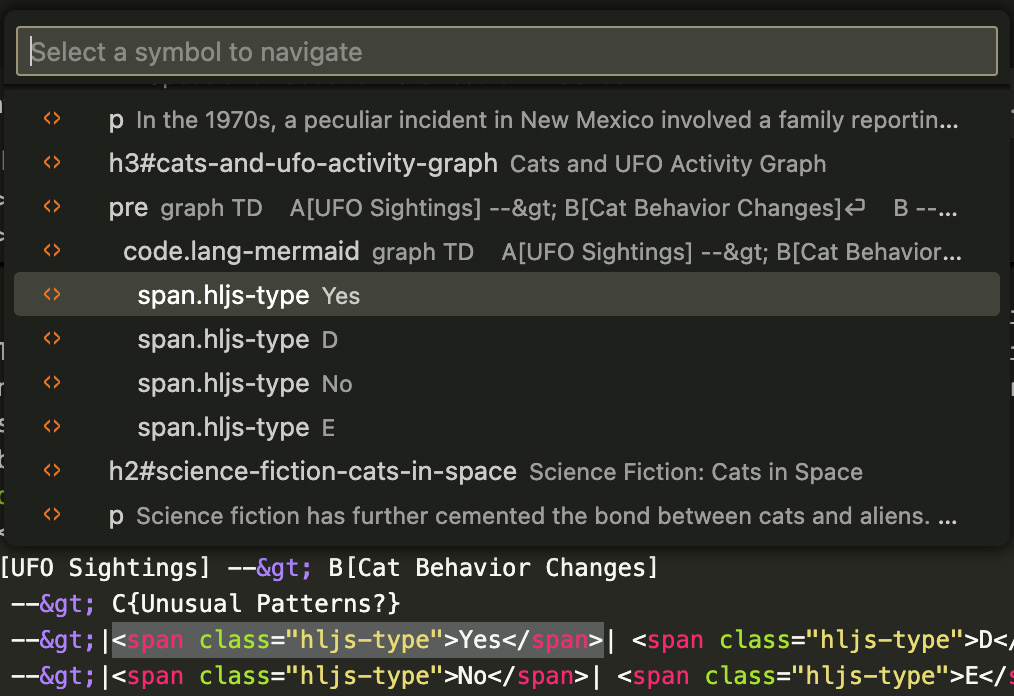 Select a symbol to navigate
p In the 1970s, a peculiar incident in New Mexico involved a family reportin...
h3#cats-and-ufo-activity-graph Cats and UFO Activity Graph
pre graph TD A[UFO Sightings] --&gt; B[Cat Behavior Changes]⏎ B --...
code.lang-mermaid graph TD A[UFO Sightings] --&gt; B[Cat Behavior...
span.hljs-type Yes
span.hljs-type D
span.hljs-type No
span.hljs-type E
h2#science-fiction-cats-in-space Science Fiction: Cats in Space
p Science fiction has further cemented the bond between cats and aliens. ...
[UFO Sightings] --&gt; B[Cat Behavior Changes]
--&gt; C{Unusual Patterns?}
--&gt;|<span class="hljs-type">Yes</span>| <span class="hljs-type">D</
--&gt;|<span class="hljs-type">No</span>| <span class="hljs-type">E</s